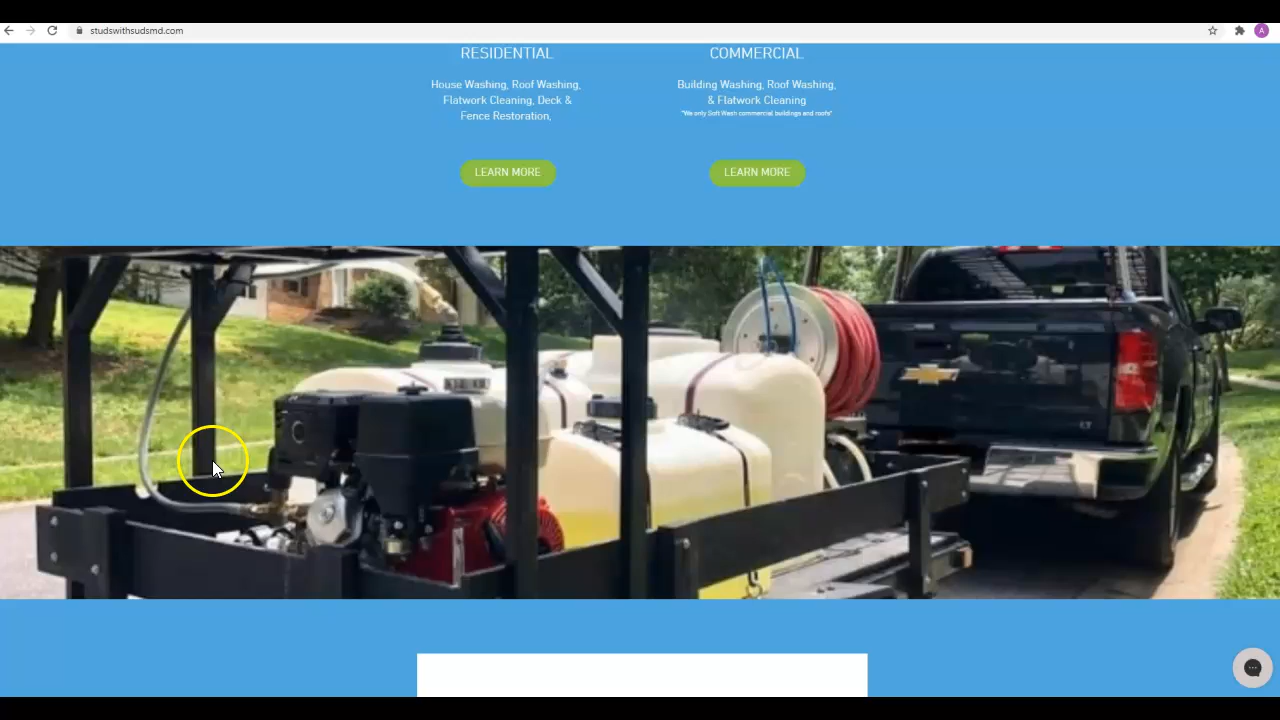 studswithsudsmd.com
A
RESIDENTIAL
House Washing, Roof Washing,
Flatwork Cleaning, Deck &
Fence Restoration,
LEARN MORE
COMMERCIAL
Building Washing, Roof Washing,
& Flatwork Cleaning
"We only Soft Wash commercial buildings and roofs"
LEARN MORE
LT